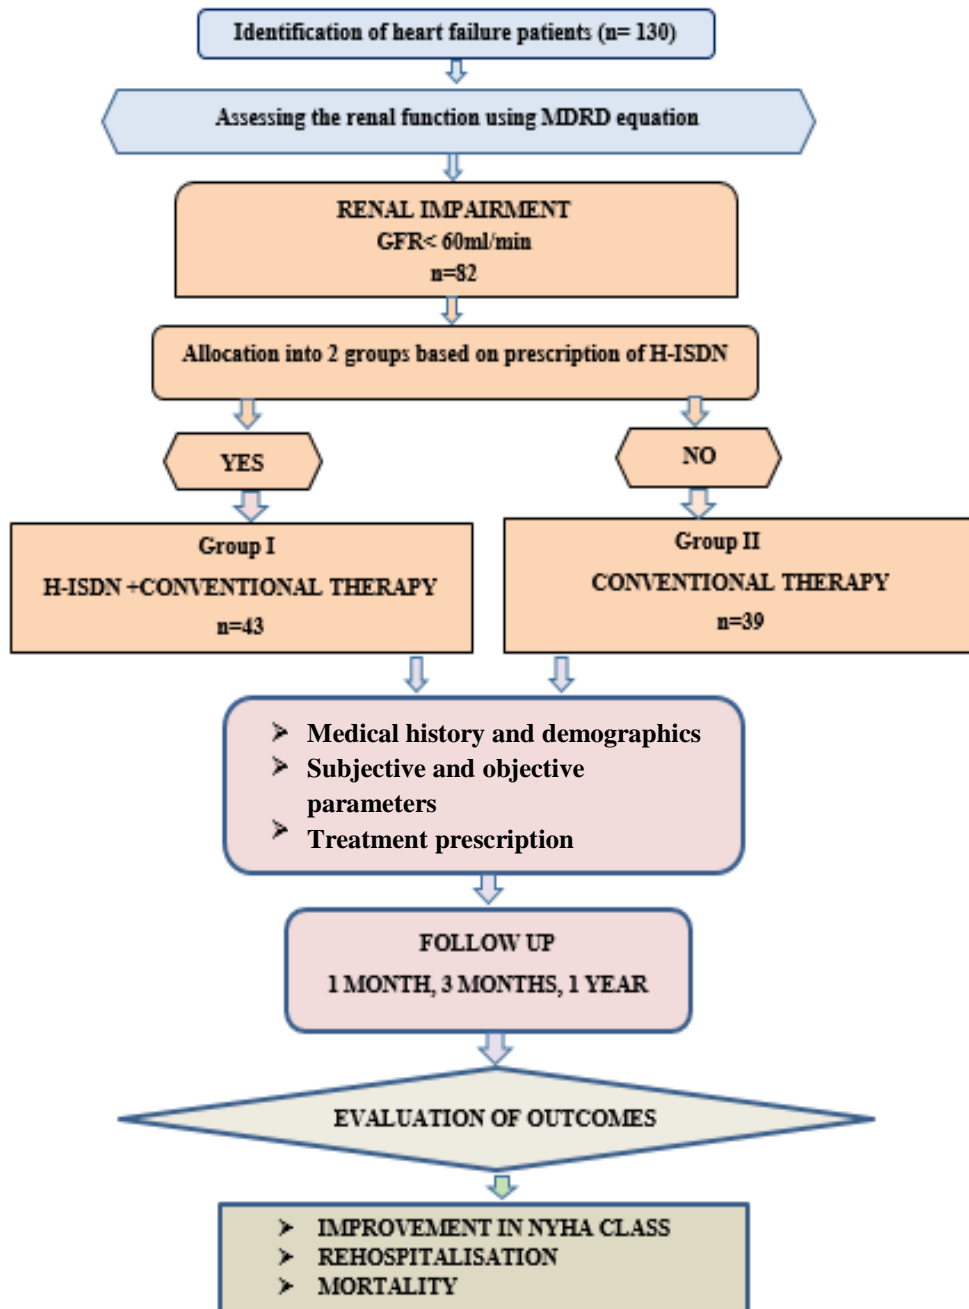 Identification of heart failure patients (n= 130)
Assessing the renal function using MDRD equation
RENAL IMPAIRMENT
GFR< 60ml/min
n=82
Allocation into 2 groups based on prescription of H-ISDN
YES
NO
Group I
H-ISDN +CONVENTIONAL THERAPY
n=43
Group II
CONVENTIONAL THERAPY
n=39
➢ Medical history and demographics
➢ Subjective and objective
parameters
➢ Treatment prescription
FOLLOW UP
1 MONTH, 3 MONTHS, 1 YEAR
EVALUATION OF OUTCOMES
➢ IMPROVEMENT IN NYHA CLASS
➢ REHOSPITALISATION
➢ MORTALITY